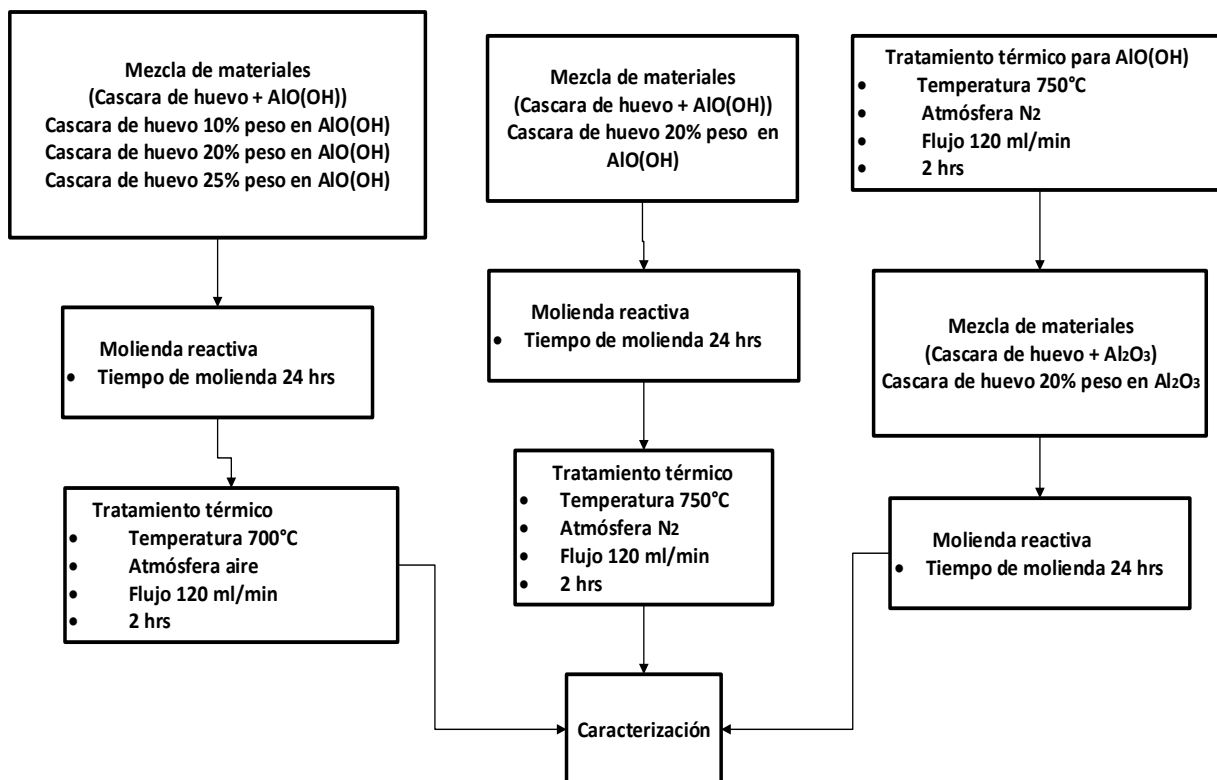 Mezcla de materiales
(Cascara de huevo + AlO(OH))
Cascara de huevo 10% peso en AlO(OH)
Cascara de huevo 20% peso en AlO(OH)
Cascara de huevo 25% peso en AlO(OH)
Molienda reactiva
• Tiempo de molienda 24 hrs
Tratamiento térmico
• Temperatura 700°C
• Atmósfera aire
• Flujo 120 ml/min
• 2 hrs
Mezcla de materiales
(Cascara de huevo + AlO(OH))
Cascara de huevo 20% peso en
AlO(OH)
Molienda reactiva
• Tiempo de molienda 24 hrs
Tratamiento térmico
• Temperatura 750°C
• Atmósfera N2
• Flujo 120 ml/min
• 2 hrs
Tratamiento térmico para AlO(OH)
• Temperatura 750°C
• Atmósfera N2
• Flujo 120 ml/min
• 2 hrs
Mezcla de materiales
(Cascara de huevo + Al2O3)
Cascara de huevo 20% peso en Al2O3
Molienda reactiva
• Tiempo de molienda 24 hrs
Caracterización